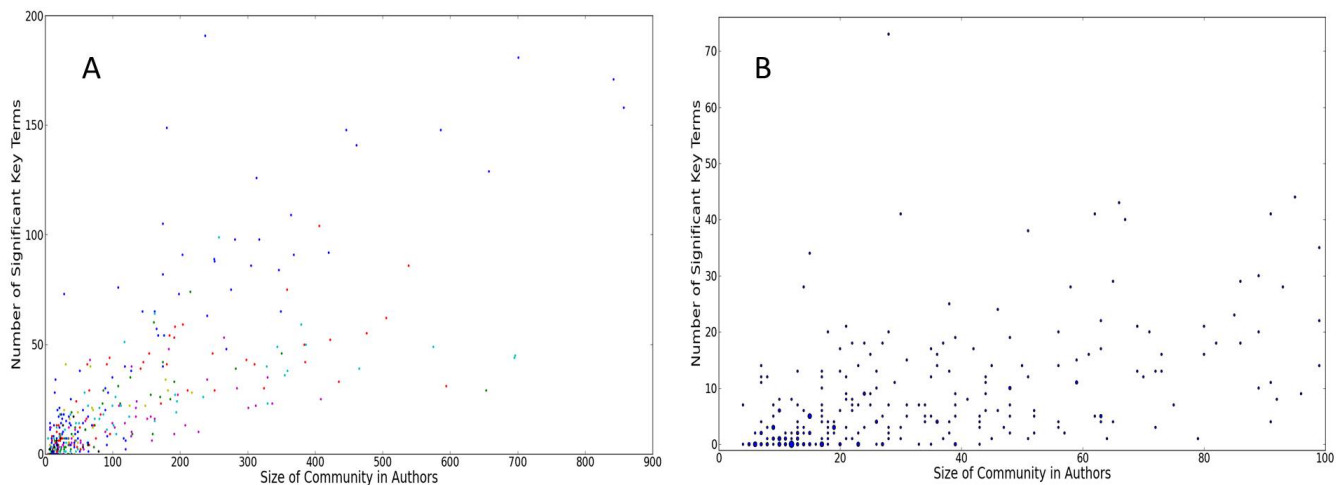 A
Number of Significant Key Terms
200
150
100
50
0
0 100 200 300 400 500 600 700 800 900
Size of Community in Authors
B
Number of Significant Key Terms
70
60
50
40
30
20
10
0
0 20 40 60 80 100
Size of Community in Authors